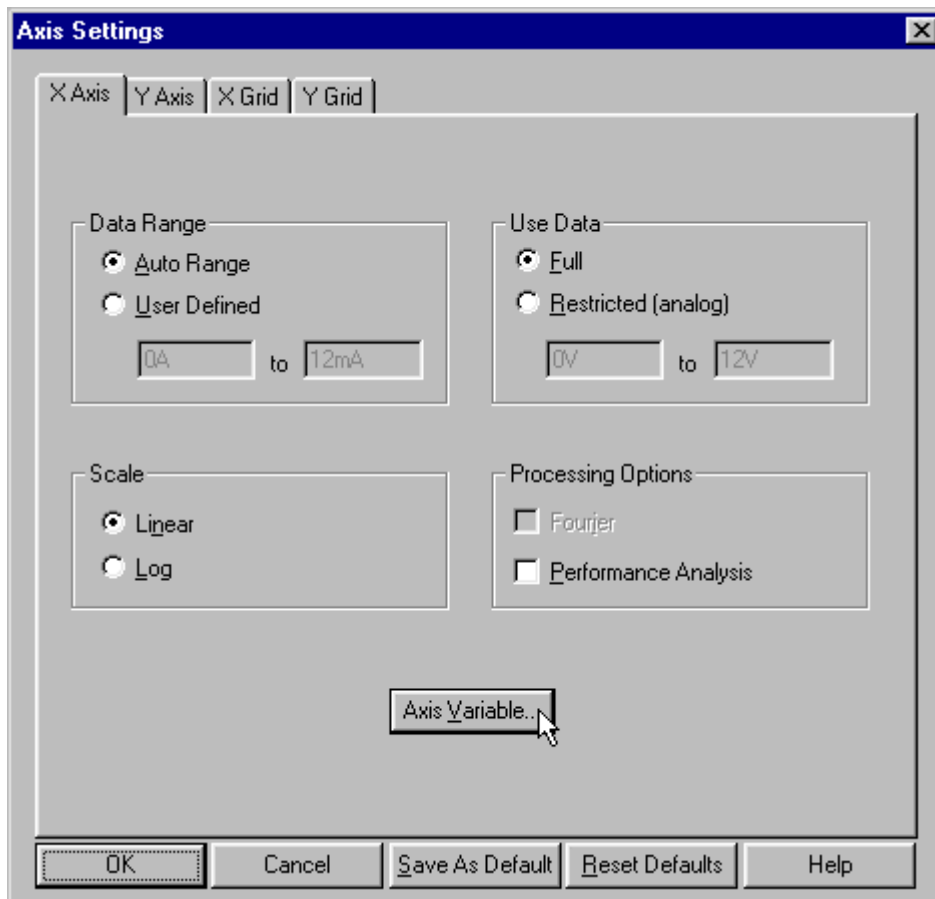 Axis Settings
X Axis Y Axis X Grid Y Grid
Data Range
Auto Range
User Defined
0A to 12mA
Use Data
Full
Restricted (analog)
0V to 12V
Scale
Linear
Log
Processing Options
Fourier
Performance Analysis
Axis Variable...
OK Cancel Save As Default Reset Defaults Help